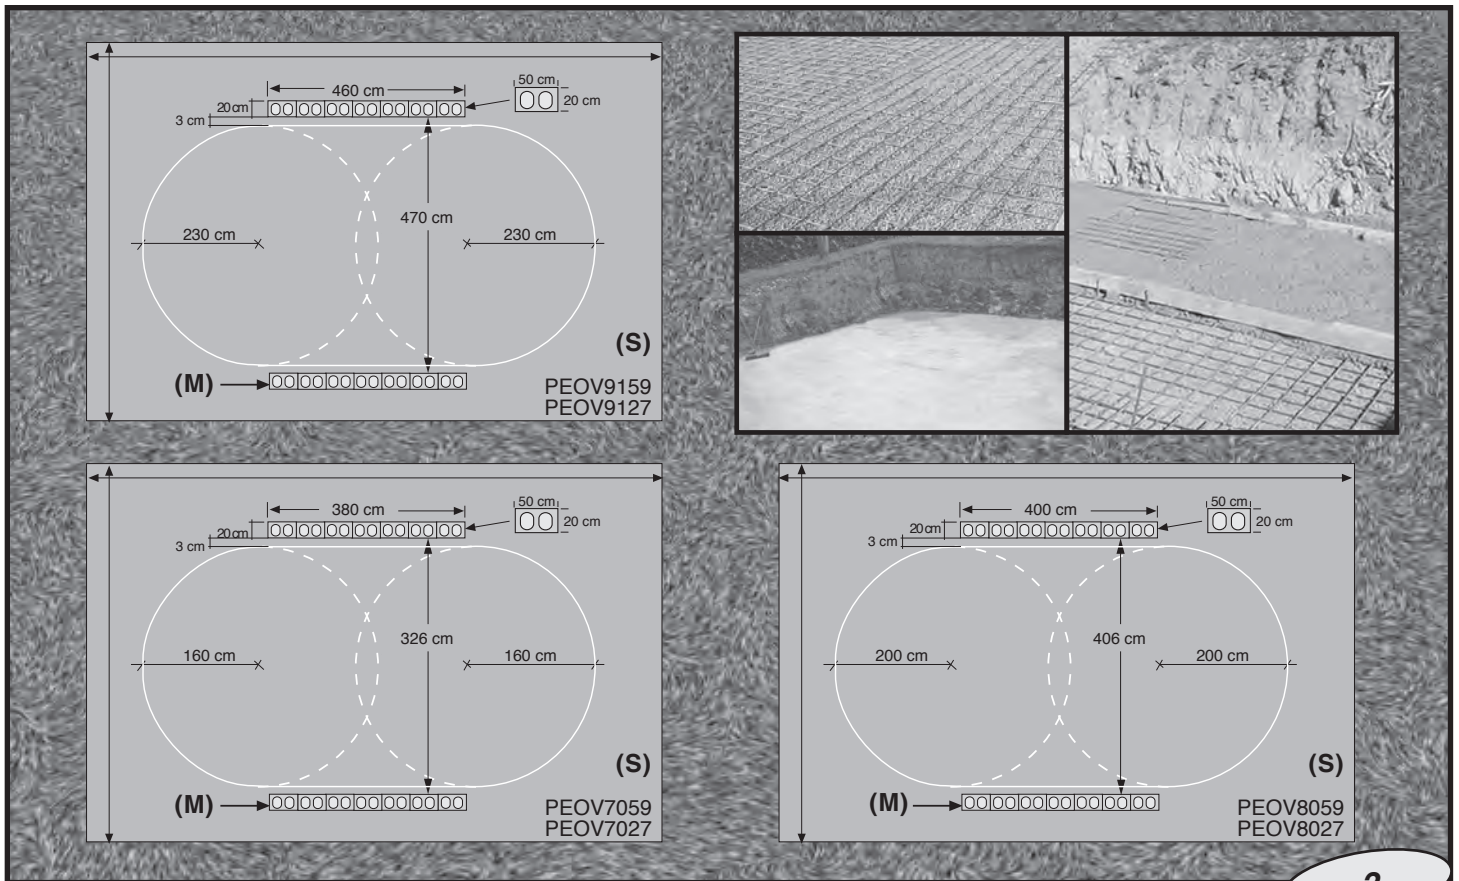 460 cm
50 cm
20 cm
20 cm
3 cm
470 cm
230 cm
230 cm
(S)
(M)
PEOV9159
PEOV9127
380 cm
50 cm
20 cm
20 cm
3 cm
326 cm
160 cm
160 cm
(S)
(M)
PEOV7059
PEOV7027
400 cm
50 cm
20 cm
20 cm
3 cm
406 cm
200 cm
200 cm
(S)
(M)
PEOV8059
PEOV8027